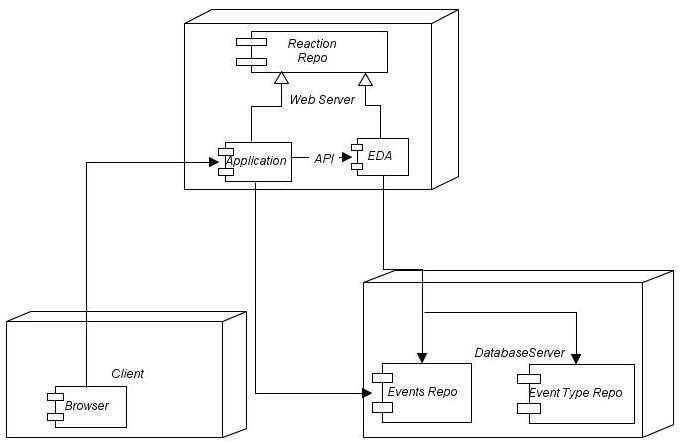 Reaction
Repo
Web Server
Application
API
EDA
Client
Browser
DatabaseServer
Events Repo
Event Type Repo